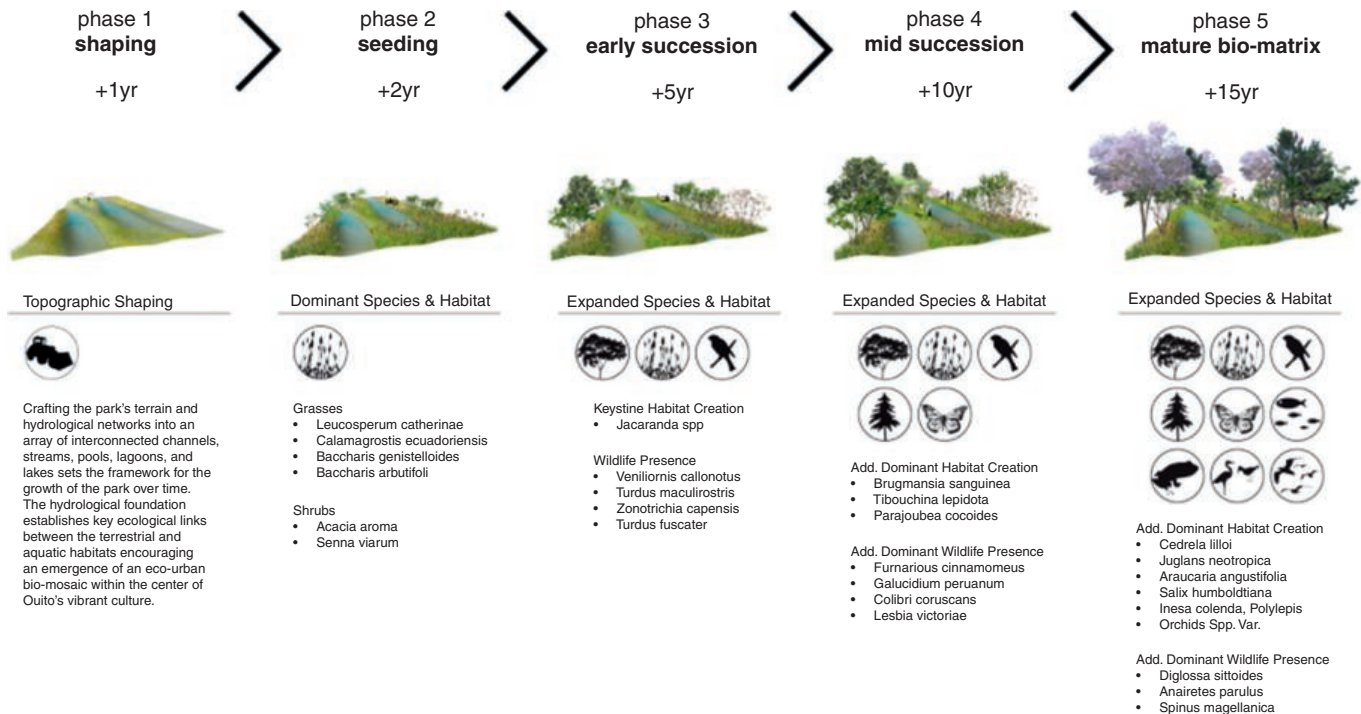 phase 1
shaping
+1yr
phase 2
seeding
+2yr
phase 3
early succession
+5yr
phase 4
mid succession
+10yr
phase 5
mature bio-matrix
+15yr
Topographic Shaping
Crafting the park's terrain and
hydrological networks into an
array of interconnected channels,
streams, pools, lagoons, and
lakes sets the framework for the
growth of the park over time.
The hydrological foundation
establishes key ecological links
between the terrestrial and
aquatic habitats encouraging
an emergence of an eco-urban
bio-mosaic within the center of
Ouito's vibrant culture.
Dominant Species & Habitat
Grasses
• Leucosperum catherinae
• Calamagrostis ecuadoriensis
• Baccharis genistelloides
• Baccharis arbutifoli
Shrubs
• Acacia aroma
• Senna viarum
Expanded Species & Habitat
Keystine Habitat Creation
• Jacaranda spp
Wildlife Presence
• Veniliornis callonotus
• Turdus maculirostris
• Zonotrichia capensis
• Turdus fuscater
Expanded Species & Habitat
Add. Dominant Habitat Creation
• Brugmansia sanguinea
• Tibouchina lepidota
• Parajoubea cocoides
Add. Dominant Wildlife Presence
• Furnarious cinnamomeus
• Galucidium peruanum
• Colibri coruscans
• Lesbia victoriae
Expanded Species & Habitat
Add. Dominant Habitat Creation
• Cedrela lilloi
• Juglans neotropica
• Araucaria angustifolia
• Salix humboldtiana
• Inesa colenda, Polylepis
• Orchids Spp. Var.
Add. Dominant Wildlife Presence
• Diglossa sittoides
• Anairetes parulus
• Spinus magellanica